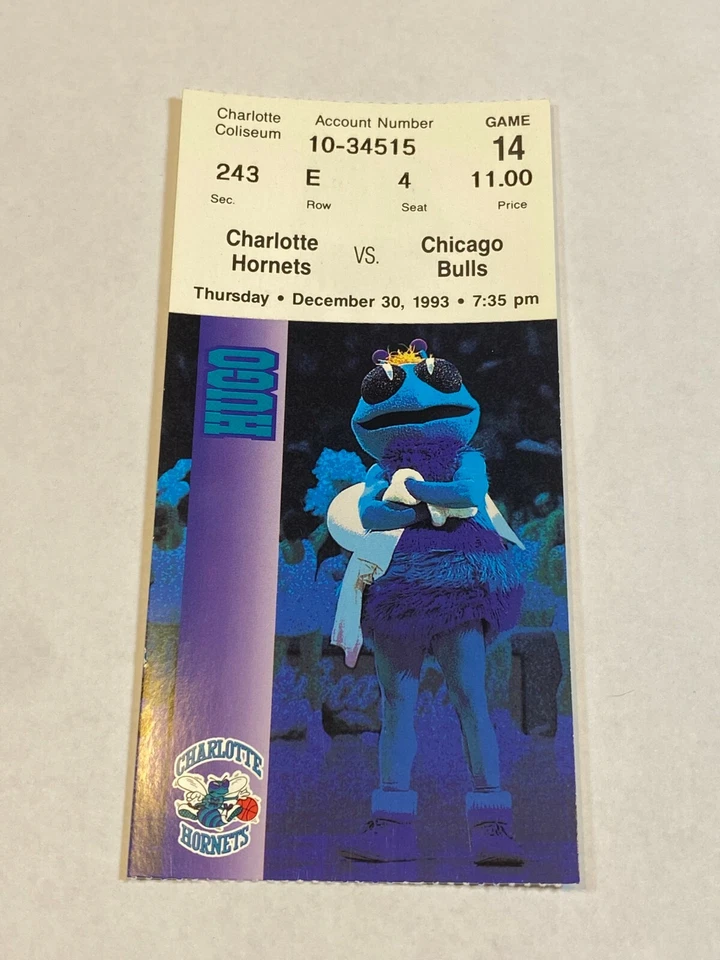 Charlotte Coliseum
Account Number
GAME
10-34515
14
243 E 4 11.00
Sec. Row Seat Price
Charlotte Hornets VS. Chicago Bulls
Thursday • December 30, 1993 • 7:35 pm
HUGO
CHARLOTTE
HORNETS